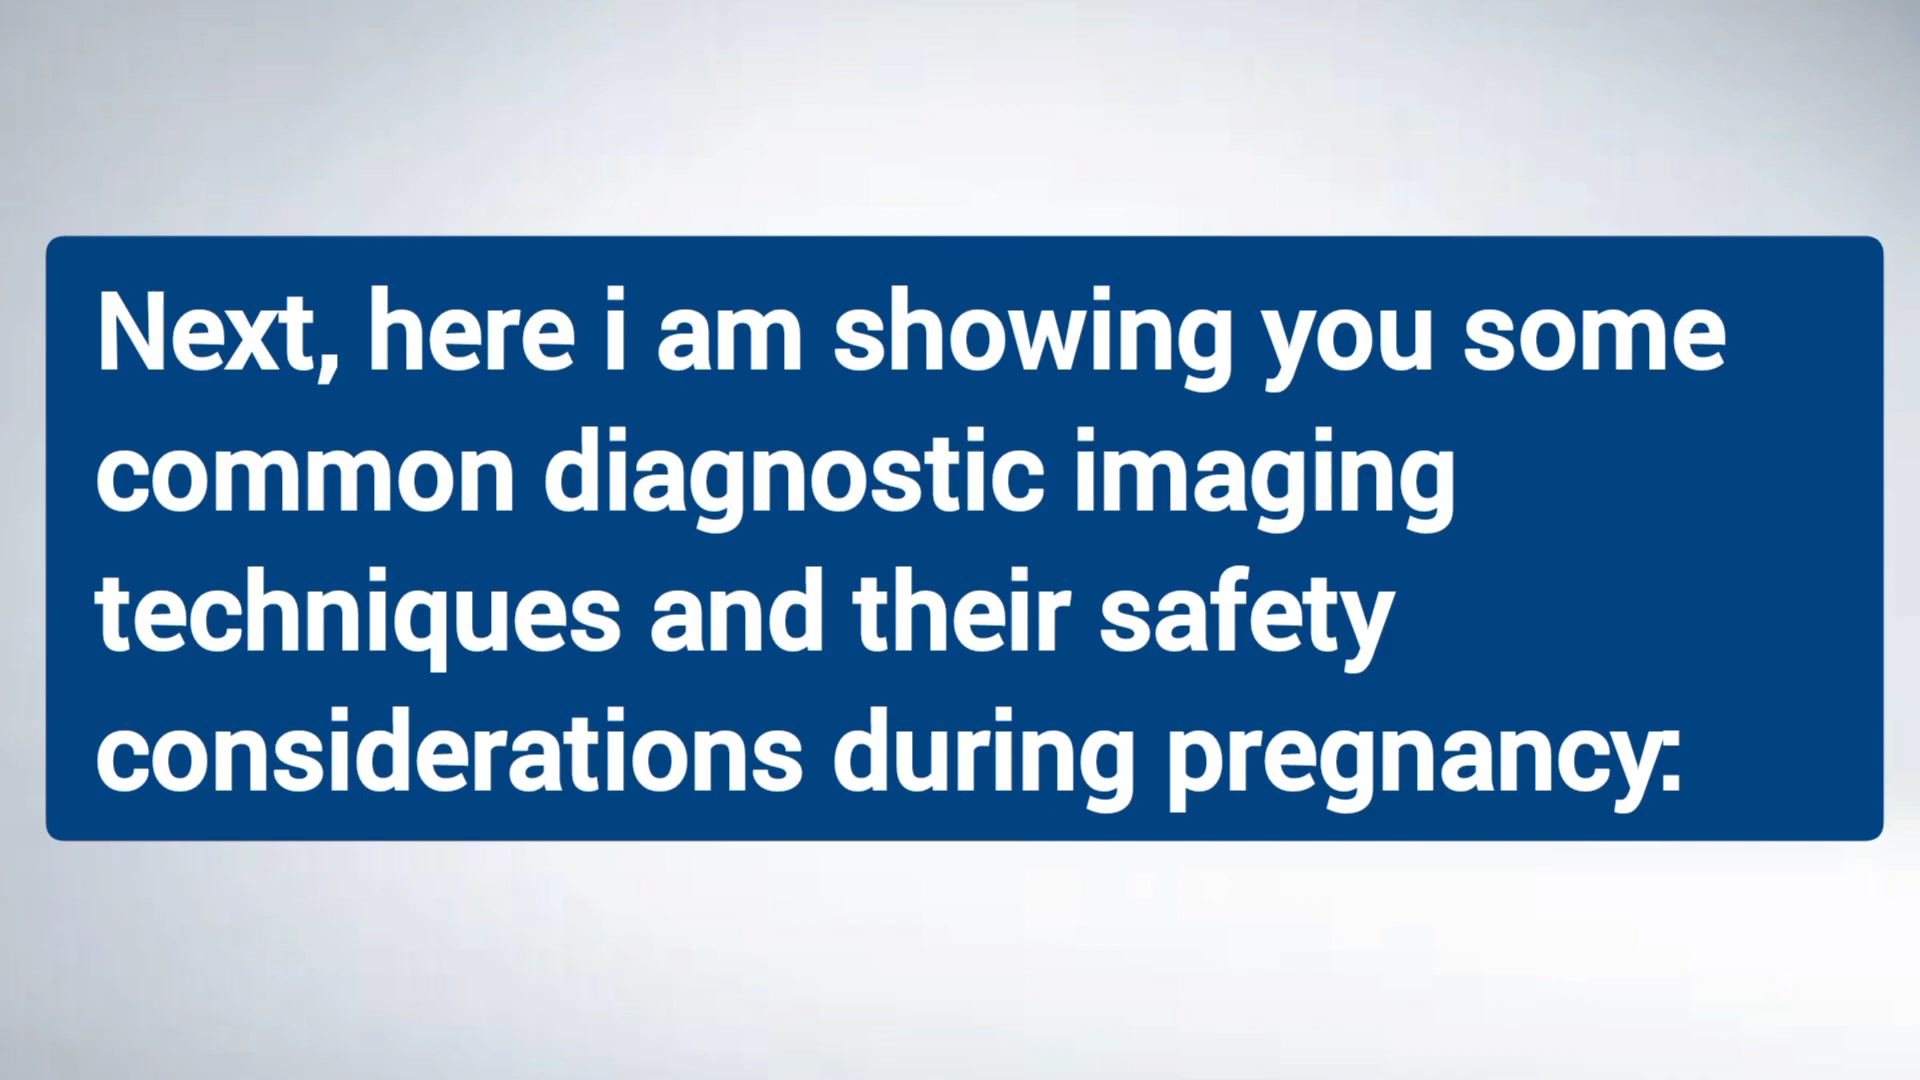 Next, here i am showing you some
common diagnostic imaging
techniques and their safety
considerations during pregnancy: